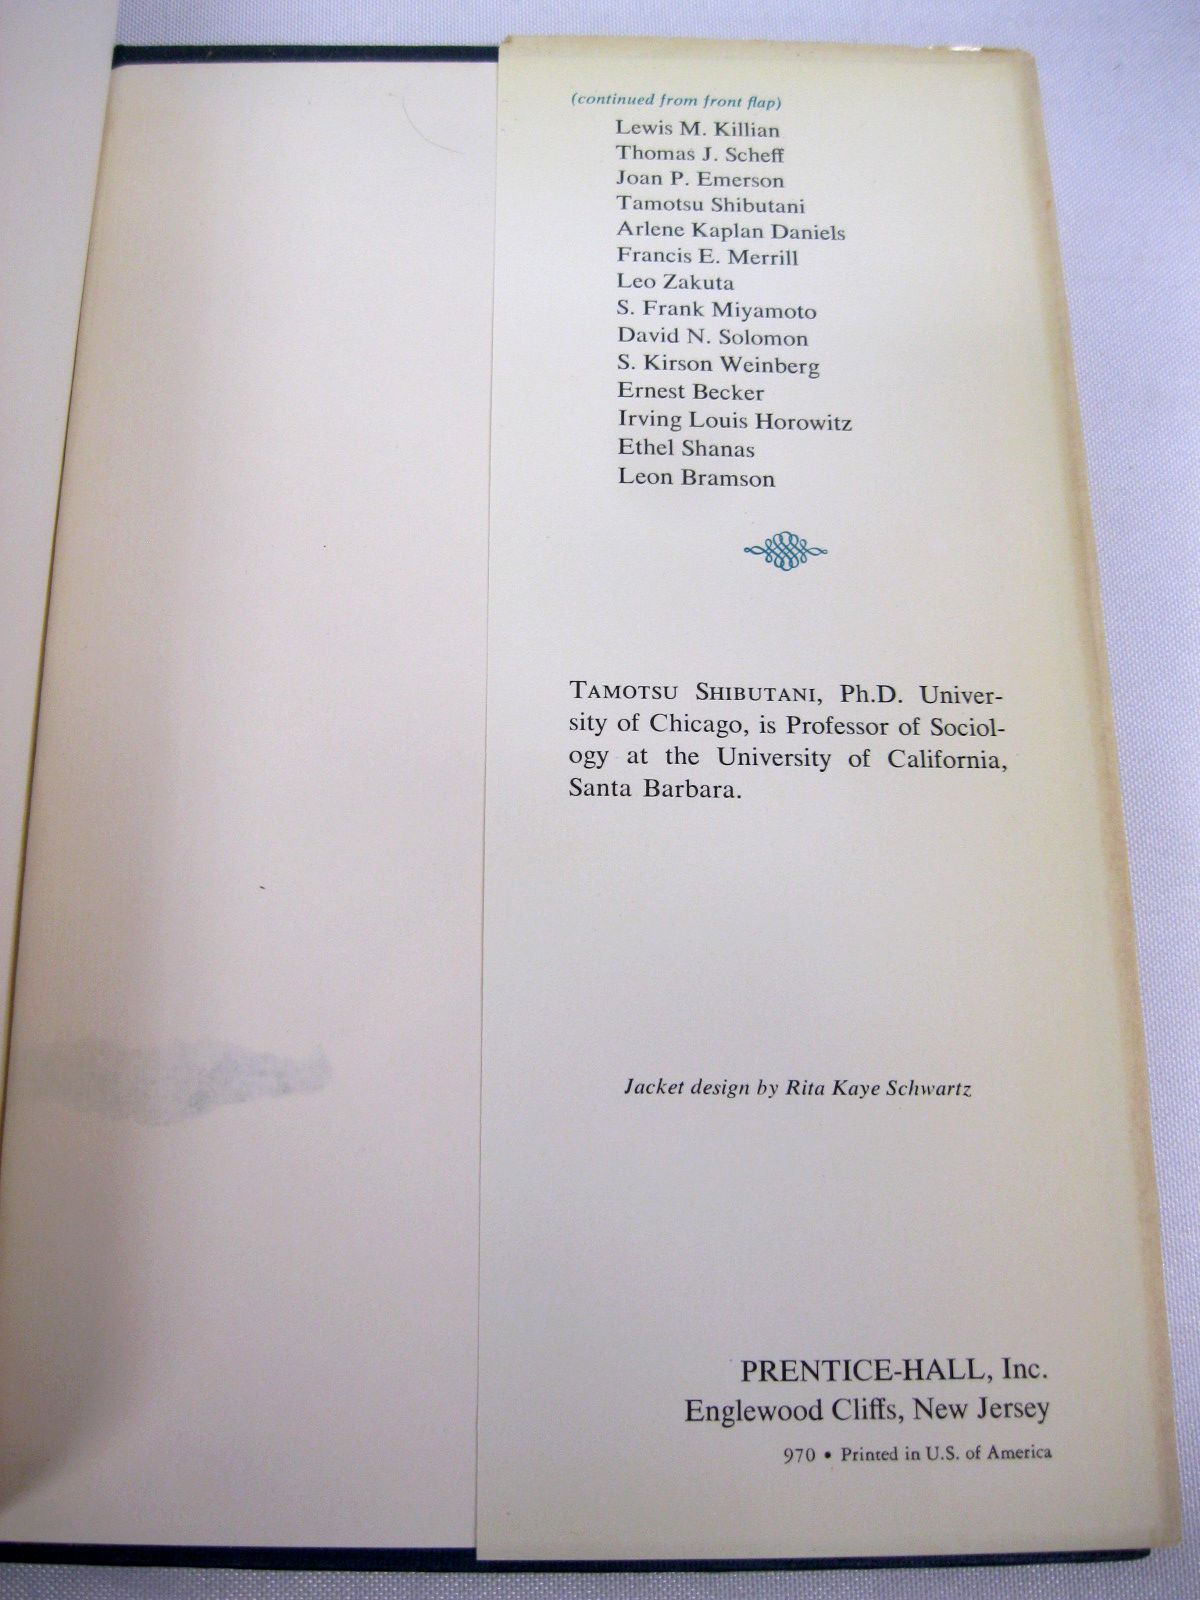 (continued from front flap)
Lewis M. Killian
Thomas J. Scheff
Joan P. Emerson
Tamotsu Shibutani
Arlene Kaplan Daniels
Francis E. Merrill
Leo Zakuta
S. Frank Miyamoto
David N. Solomon
S. Kirson Weinberg
Ernest Becker
Irving Louis Horowitz
Ethel Shanas
Leon Bramson
TAMOTSU SHIBUTANI, Ph.D. Univer-
sity of Chicago, is Professor of Sociol-
ogy at the University of California,
Santa Barbara.
Jacket design by Rita Kaye Schwartz
PRENTICE-HALL, Inc.
Englewood Cliffs, New Jersey
970 • Printed in U.S. of America